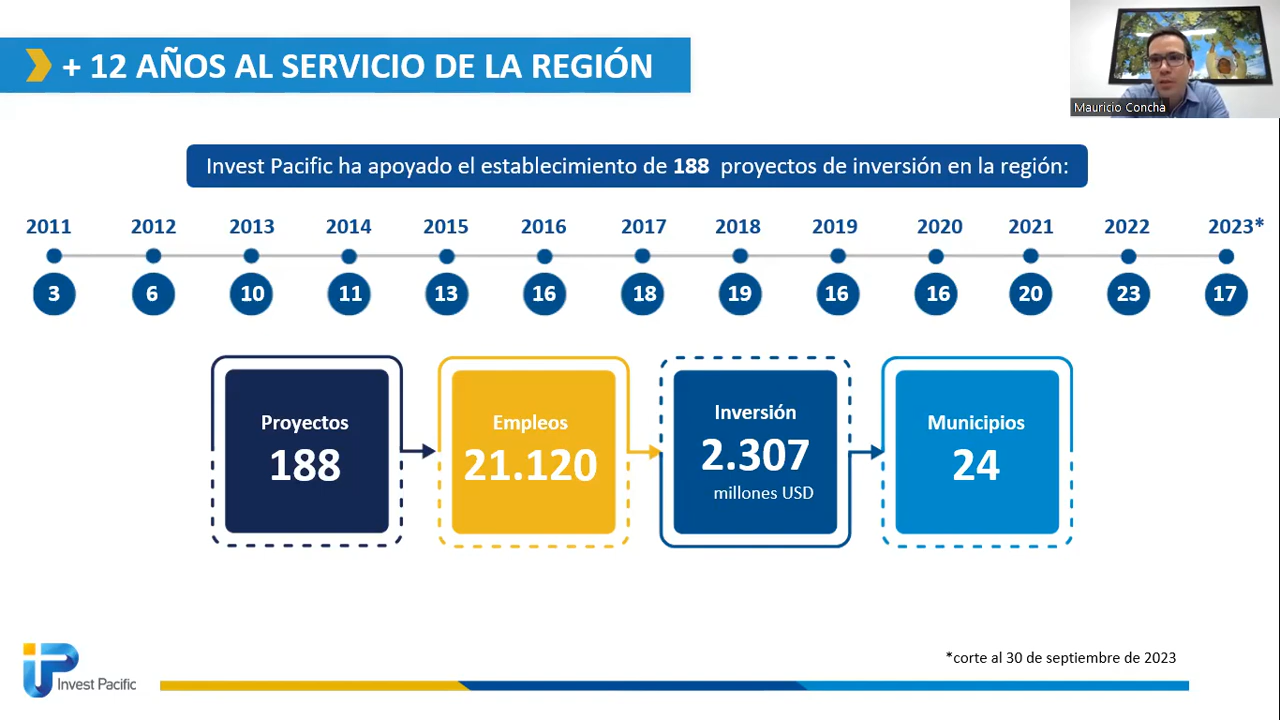 + 12 AÑOS AL SERVICIO DE LA REGIÓN
Mauricio Concha
Invest Pacific ha apoyado el establecimiento de 188 proyectos de inversión en la región:
2011 2012 2013 2014 2015 2016 2017 2018 2019 2020 2021 2022 2023*
3 6 10 11 13 16 18 19 16 16 20 23 17
Proyectos
188
Empleos
21.120
Inversión
2.307
millones USD
Municipios
24
*corte al 30 de septiembre de 2023
Invest Pacific